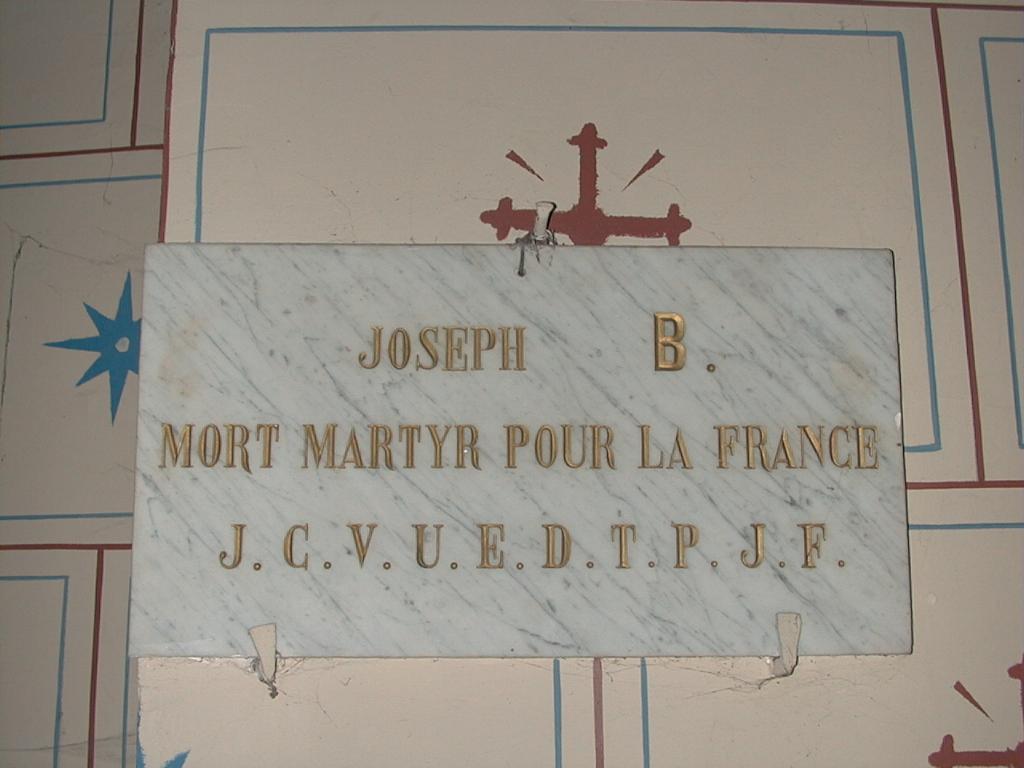 JOSEPH B.
MORT MARTYR POUR LA FRANCE
J. C. V. U. E. D. T. P. J. F.